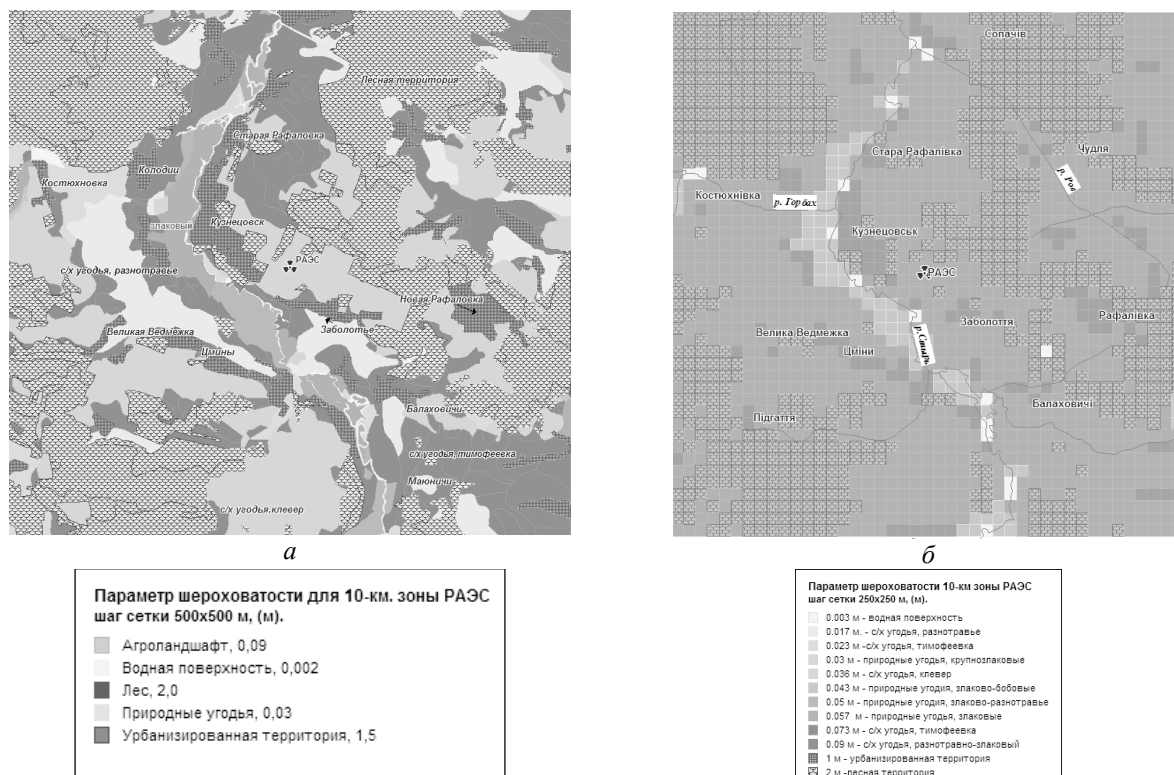 Лесная территория
Старая Рафаловка
Колодии
Костюхновка
Кузнецовск
злаковый
РАЭС
с/х угодья, разнотравье
Новая Рафаловка
Великая Ведмежка
Заболотье
Цмины
Балаховичи
с/х угодья, тимофеевка
Маюничи
с/х угодья,клевер
а
Сопачів
Стара Рафалівка
Чудля
р. Ров
Костюхнівка
р. Горбах
Кузнецовськ
РАЭС
Заболоття
Рафалівка
Велика Ведмежка
р.Стырь
Цміни
Балаховичі
Підгаття
б
Параметр шероховатости для 10-км. зоны РАЭС
шаг сетки 500х500 м, (м).
Агроландшафт, 0,09
Водная поверхность, 0,002
Лес, 2,0
Природные угодья, 0,03
Урбанизированная территория, 1,5
Параметр шероховатости 10-км зоны РАЭС
шаг сетки 250х250 м, (м).
0.003 м - водная поверхность
0.017 м. - с/х угодья, разнотравье
0.023 м -с/х угодья, тимофеевка
0.03 м - природные угодья, крупнозлаковые
0.036 м - с/х угодья, клевер
0.043 м - природные угодия, злаково-бобовые
0.05 м - природные угодия, злаково-разнотравье
0.057 м - природные угодья, злаковые
0.073 м - с/х угодья, тимофеевка
0.09 м - с/х угодья, разнотравно-злаковый
1 м - урбанизированная территория
2 м -лесная территория